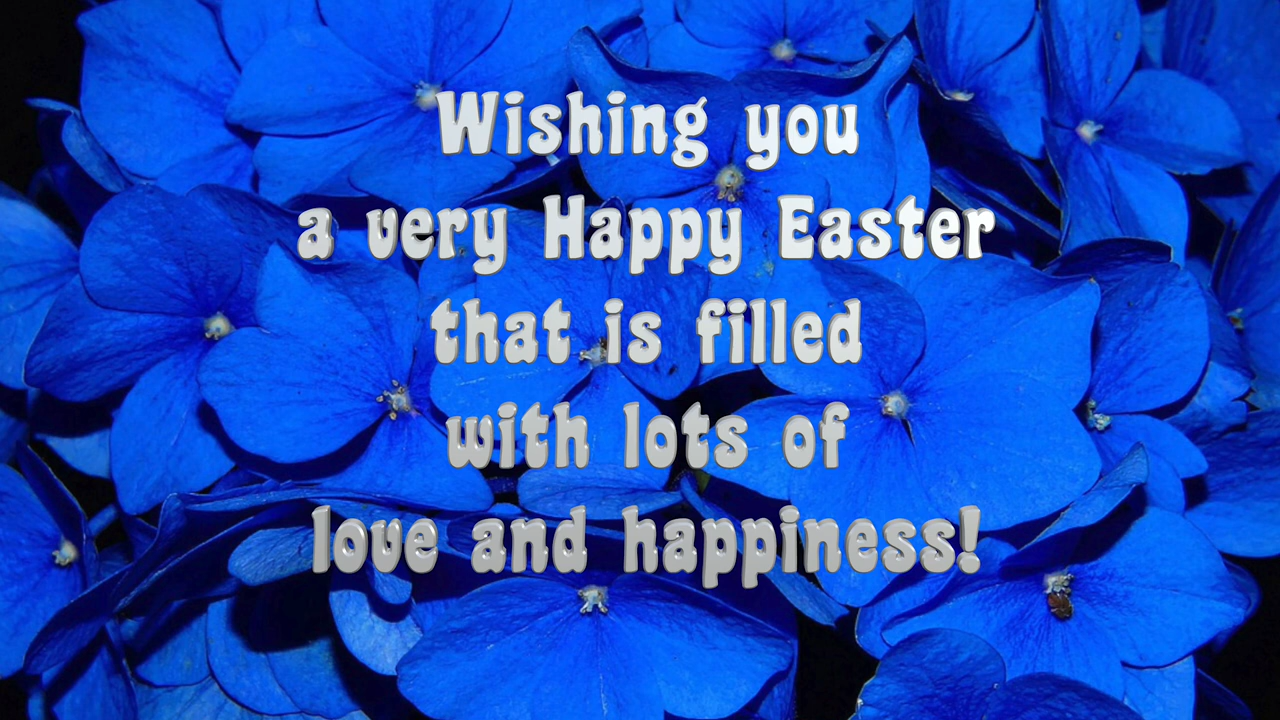 Wishing you
a very Happy Easter
that is filled
with lots of
love and happiness!